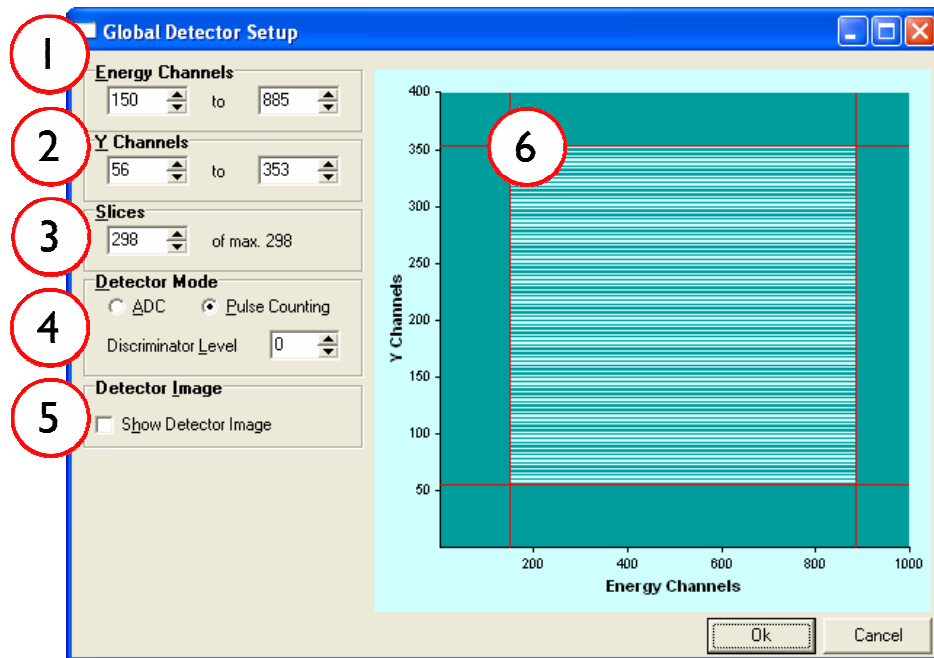 Global Detector Setup
1
Energy Channels
150 to 885
2
Y Channels
56 to 353
3
Slices
298 of max. 298
4
Detector Mode
ADC Pulse Counting
Discriminator Level 0
5
Detector Image
Show Detector Image
6
400
350
300
250
200
150
100
50
Y Channels
200 400 600 800 1000
Energy Channels
Ok Cancel